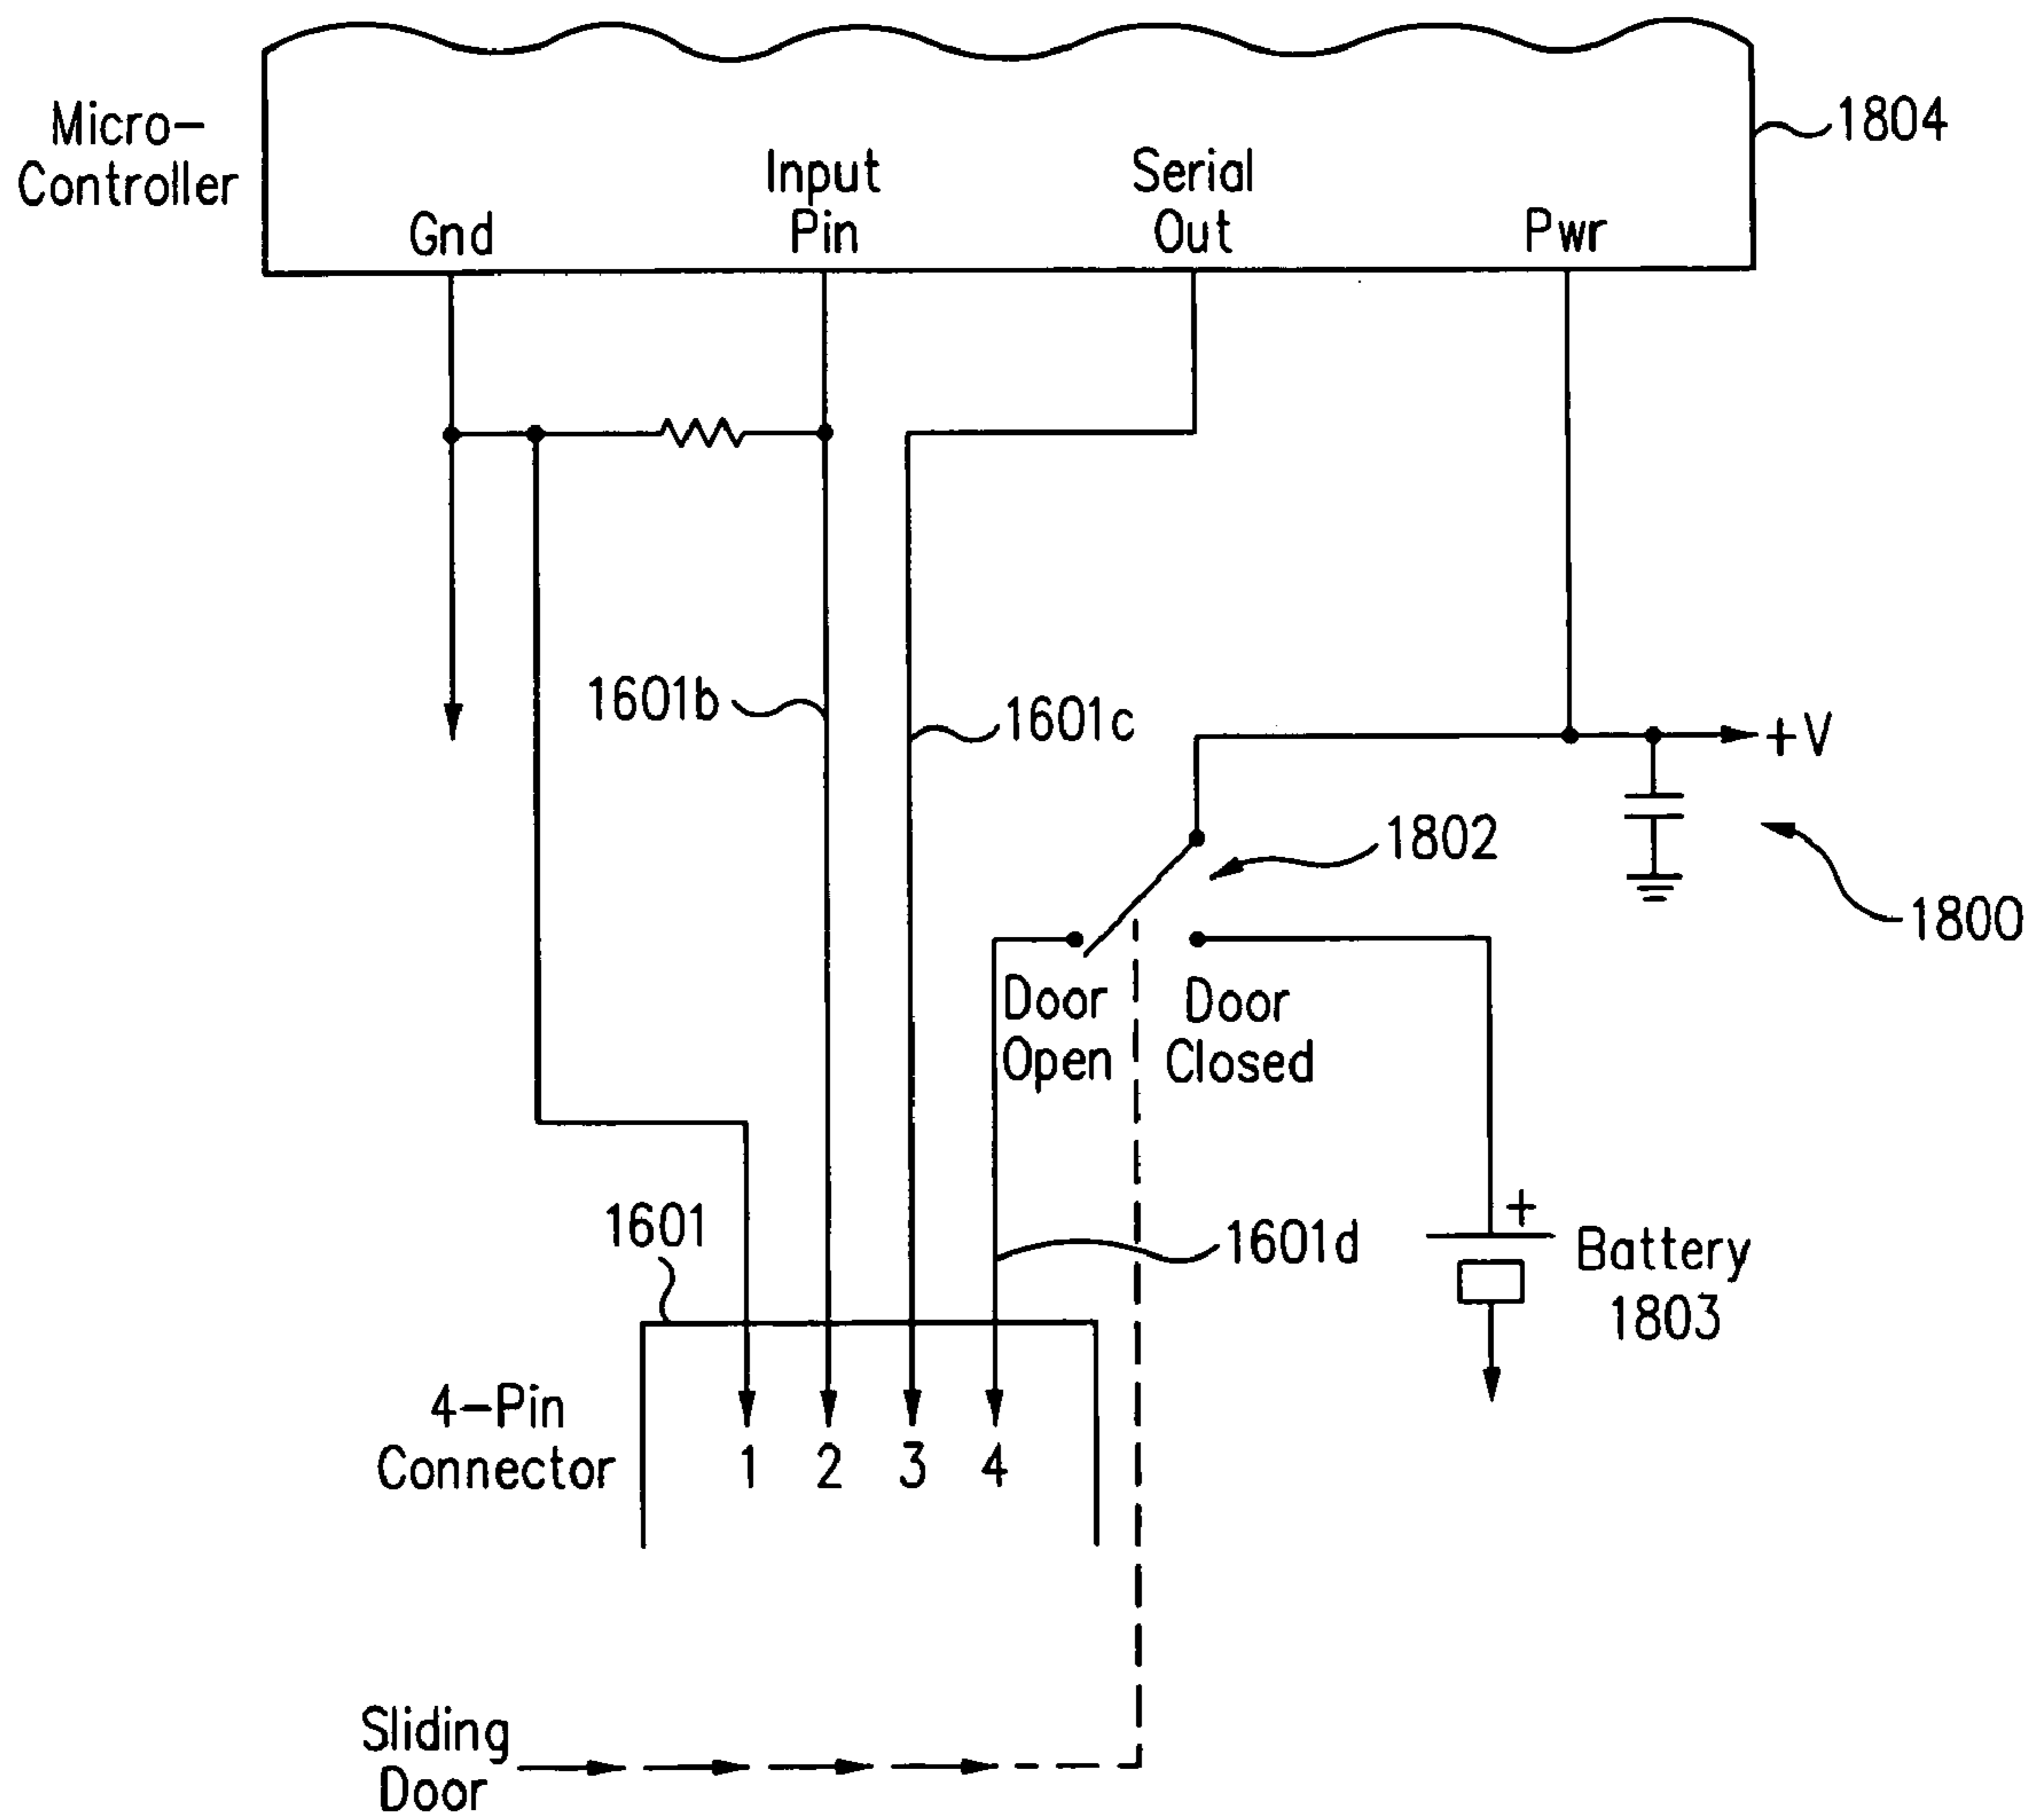 1804
Micro-
Controller
Input
Pin
Serial
Out
Gnd
Pwr
1601b
1601c
+V
1802
1800
Door
Open
Door
Closed
1601
1601d
+
Battery
1803
4-Pin
Connector
1 2 3 4
Sliding
Door